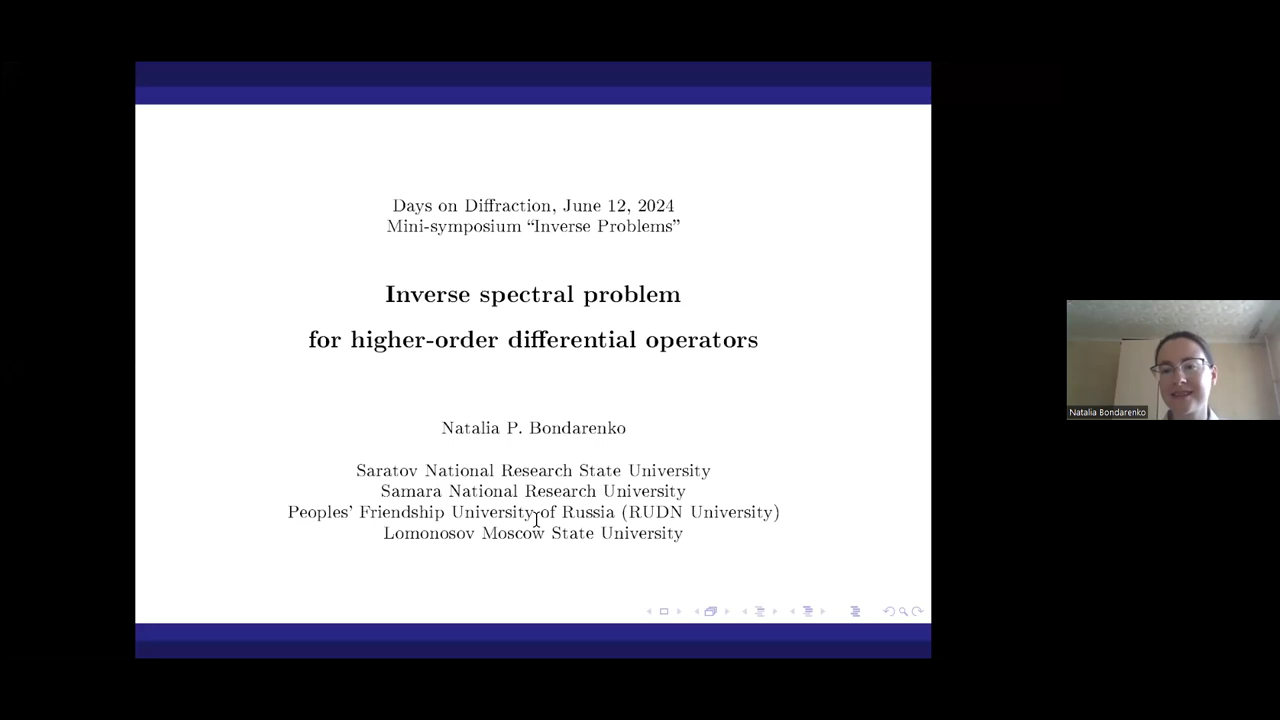 Days on Diffraction, June 12, 2024
Mini-symposium “Inverse Problems”
Inverse spectral problem
for higher-order differential operators
Natalia P. Bondarenko
Saratov National Research State University
Samara National Research University
Peoples’ Friendship University of Russia (RUDN University)
Lomonosov Moscow State University
Natalia Bondarenko